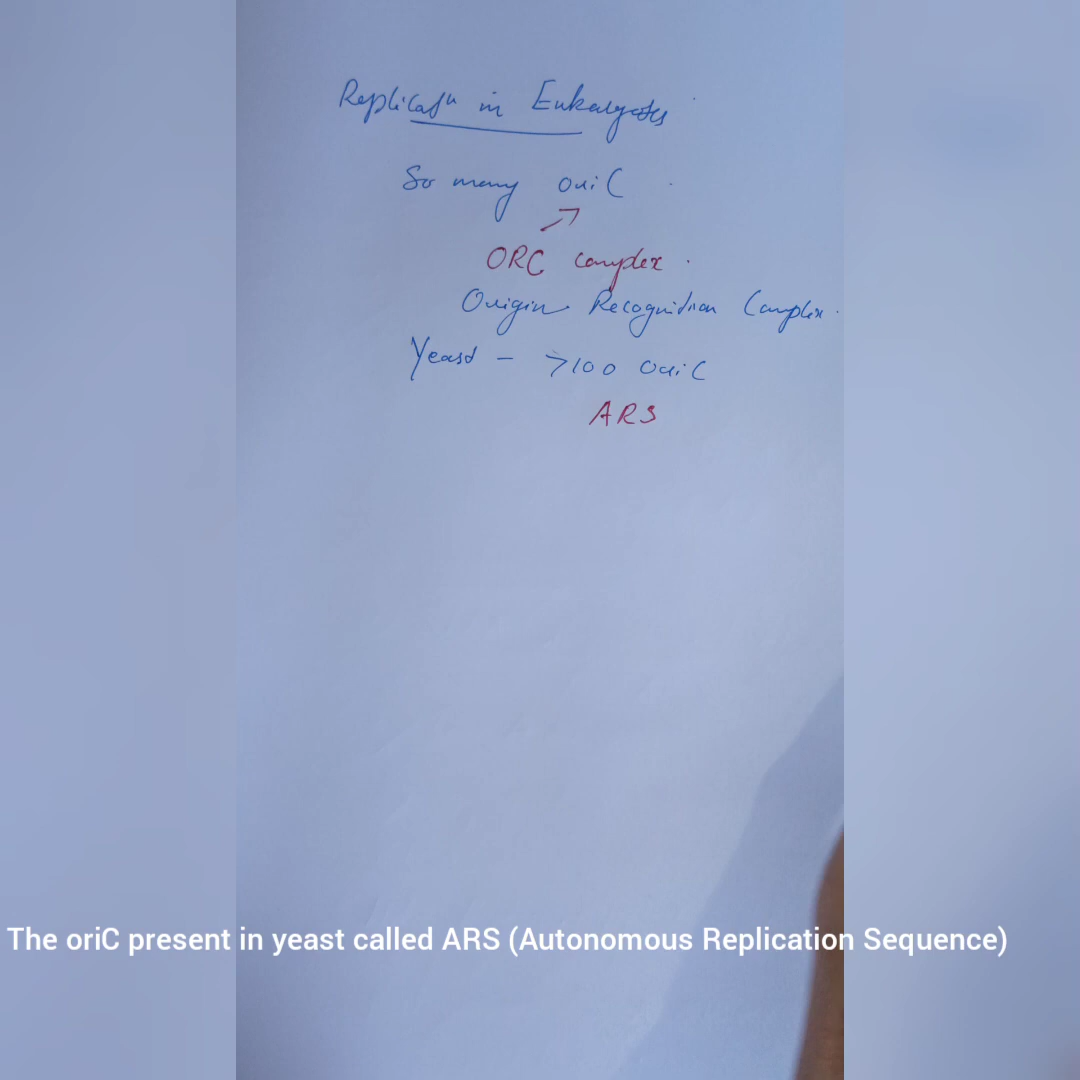 Replicatn in Eukaryotes
So many oriC
ORC complex.
Origin Recognition Complex.
Yeast - >100 oriC
ARS
The oriC present in yeast called ARS (Autonomous Replication Sequence)